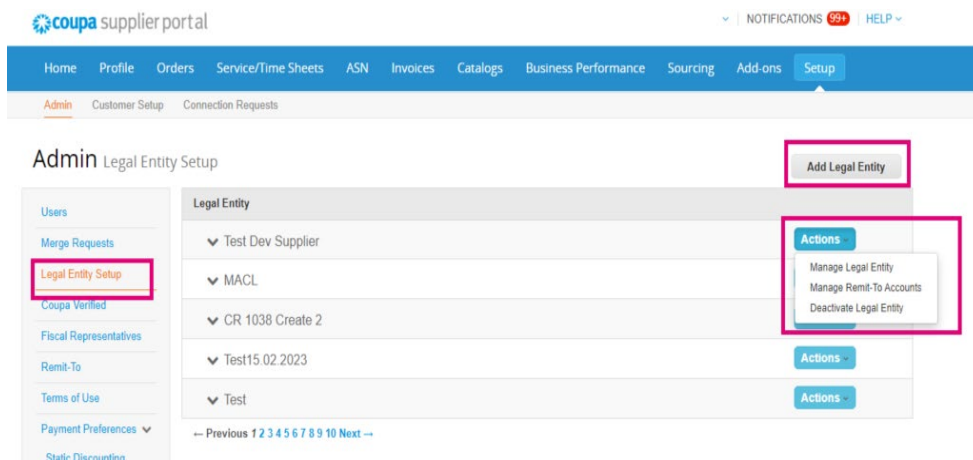 coupa supplier portal
NOTIFICATIONS 99+ HELP
Home Profile Orders Service/Time Sheets ASN Invoices Catalogs Business Performance Sourcing Add-ons Setup
Admin Customer Setup Connection Requests
Admin Legal Entity Setup
Add Legal Entity
Users
Merge Requests
Legal Entity Setup
Coupa Verified
Fiscal Representatives
Remit-To
Terms of Use
Payment Preferences
Static Discounting
Legal Entity
Test Dev Supplier Actions
Manage Legal Entity
Manage Remit-To Accounts
Deactivate Legal Entity
MACL
CR 1038 Create 2
Test15.02.2023 Actions
Test Actions
← Previous 1 2 3 4 5 6 7 8 9 10 Next →